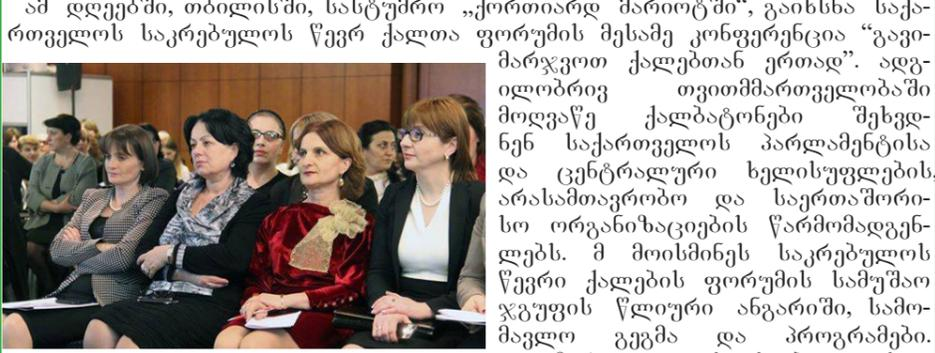 ამ დღეებში, თბილისში, სასტუმრო „ქორთიარდ მარიოტში“, გაიხსნა საქა-
რთველოს საკრებულოს წევრ ქალთა ფორუმის მესამე კონფერენცია “გავი-
მარჯვოთ ქალებთან ერთად”. ადგ-
ილობრივ თვითმმართველობაში
მოღვაწე ქალბატონები შეხვდ-
ნენ საქართველოს პარლამენტისა
და ცენტრალური ხელისუფლების,
არასამთავრობო და საერთაშორი-
სო ორგანიზაციების წარმომადგენ-
ლებს. მ მოისმინეს საკრებულოს
წევრი ქალების ფორუმის სამუშაო
ჯგუფის წლიური ანგარიში, სამო-
მავლო გეგმა და პროგრამები.